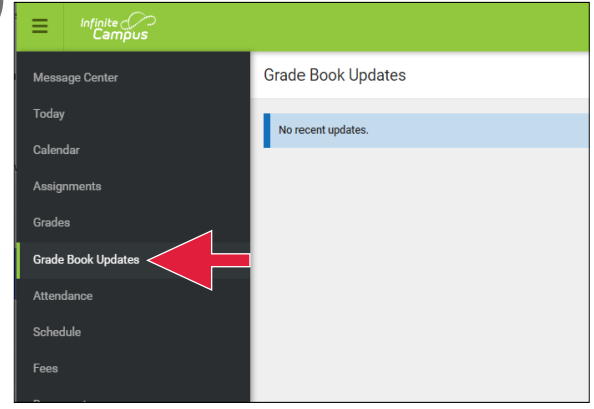 Infinite
Campus
Message Center
Grade Book Updates
Today
No recent updates.
Calendar
Assignments
Grades
Grade Book Updates
Attendance
Schedule
Fees